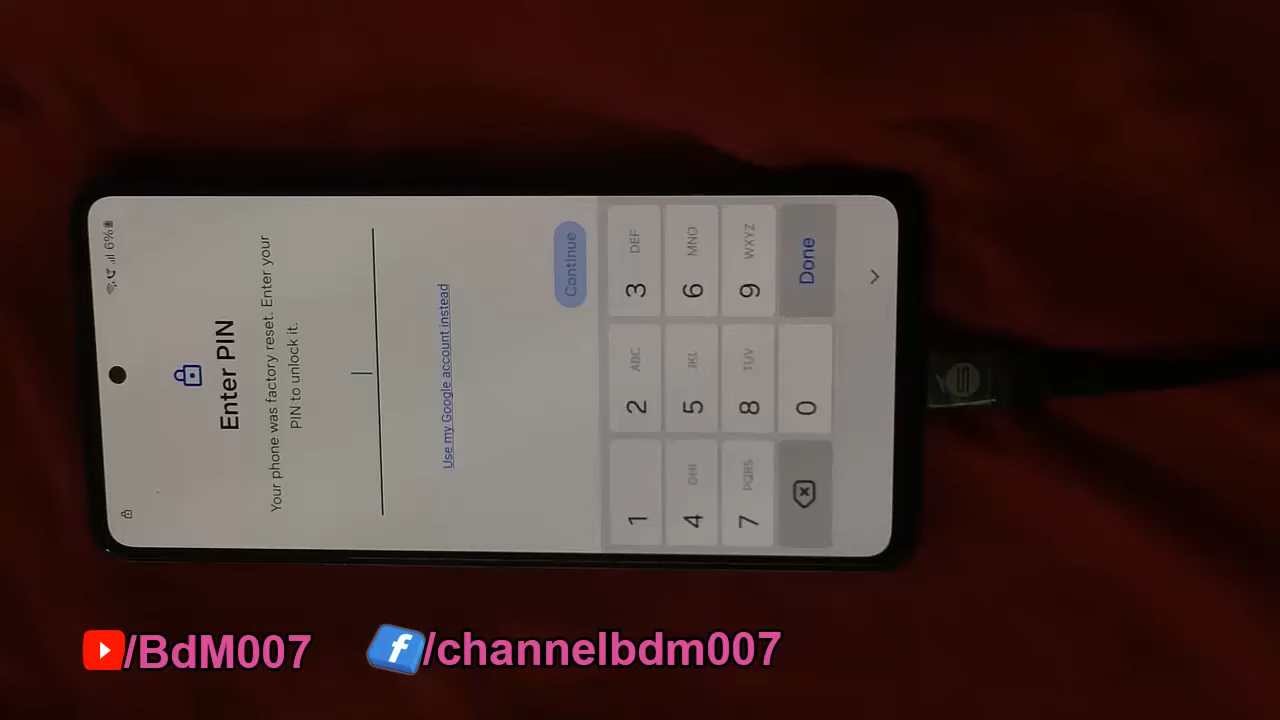 6%
Enter PIN
Your phone was factory reset. Enter your
PIN to unlock it.
Use my Google account instead
Continue
1 2 ABC 3 DEF
4 GHI 5 JKL 6 MNO
7 PQRS 8 TUV 9 WXYZ
0 Done
/BdM007 f/channelbdm007